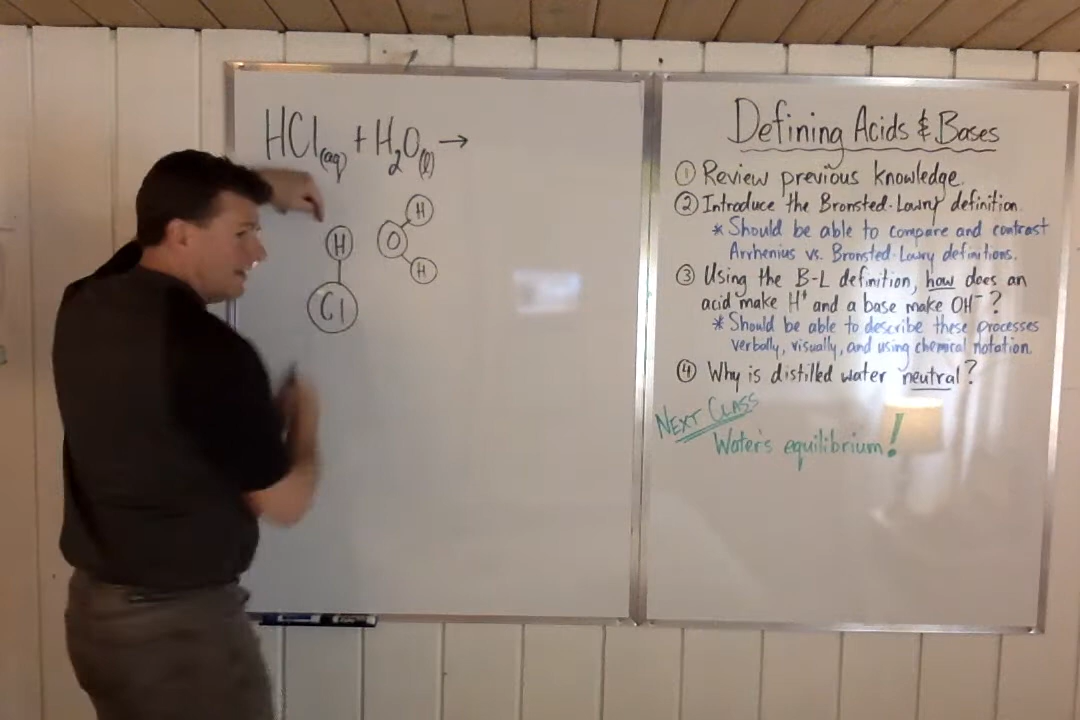 HCl(aq) + H₂O(l) →
H
H
O
H
Cl
Defining Acids & Bases
① Review previous knowledge.
② Introduce the Bronsted-Lowry definition.
* Should be able to compare and contrast
Arrhenius vs. Bronsted-Lowry definitions.
③ Using the B-L definition, how does an
acid make H⁺ and a base make OH⁻?
* Should be able to describe these processes
verbally, visually, and using chemical notation.
④ Why is distilled water neutral?
NEXT CLASS
Water's equilibrium!